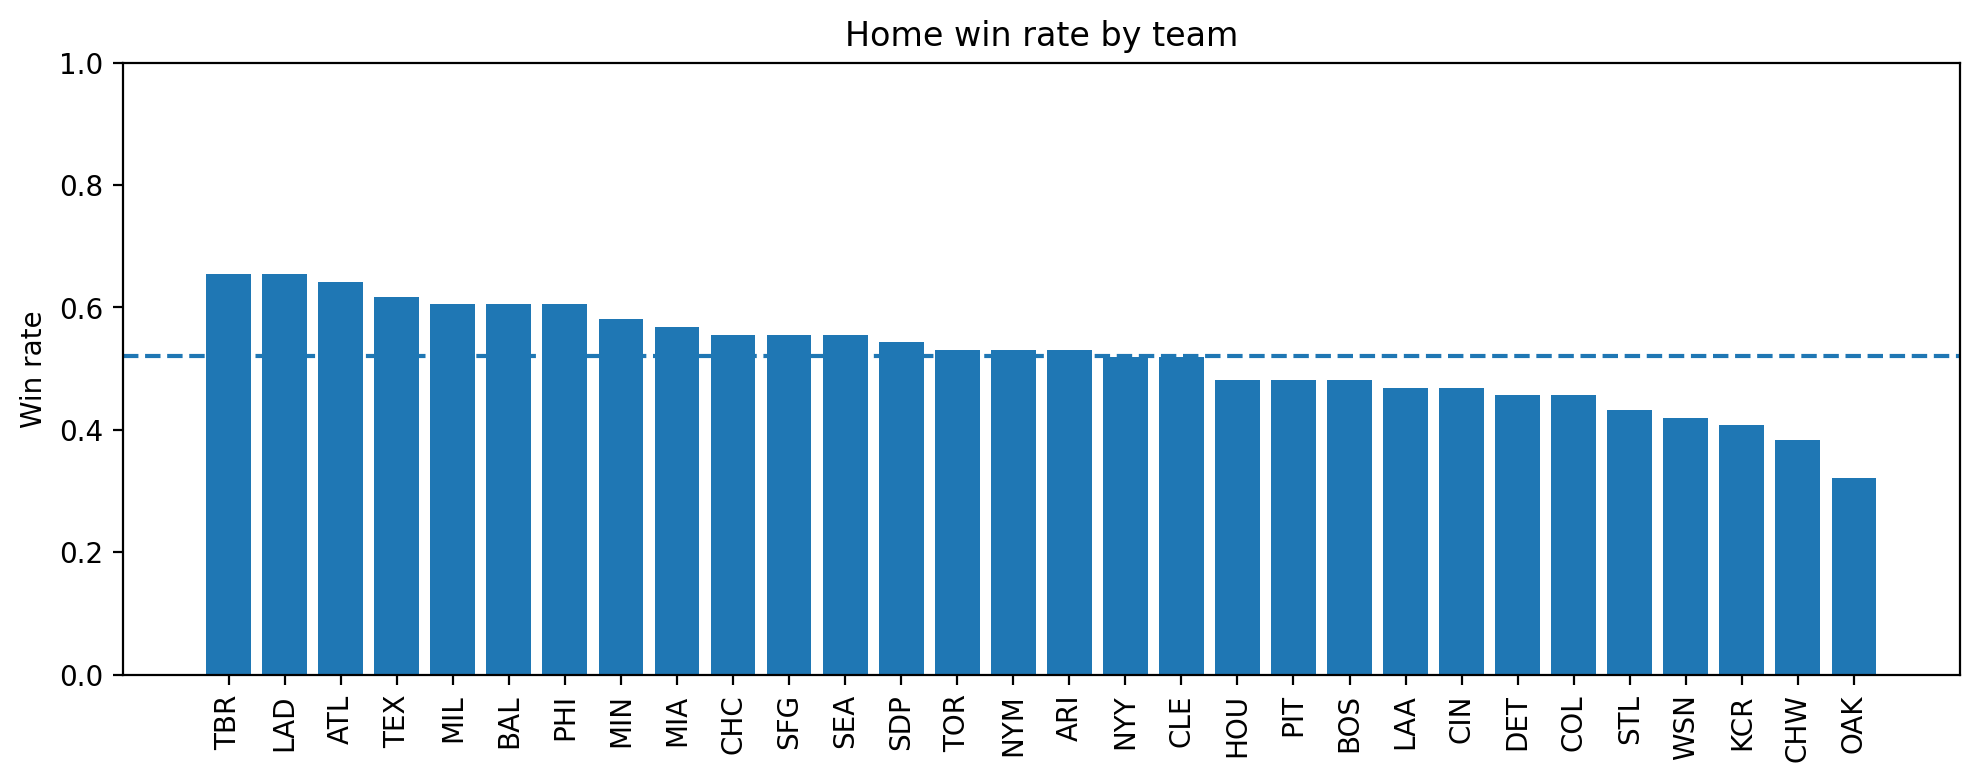 Home win rate by team
Win rate
1.0
0.8
0.6
0.4
0.2
0.0
TBR
LAD
ATL
TEX
MIL
BAL
PHI
MIN
MIA
CHC
SFG
SEA
SDP
TOR
NYM
ARI
NYY
CLE
HOU
PIT
BOS
LAA
CIN
DET
COL
STL
WSN
KCR
CHW
OAK